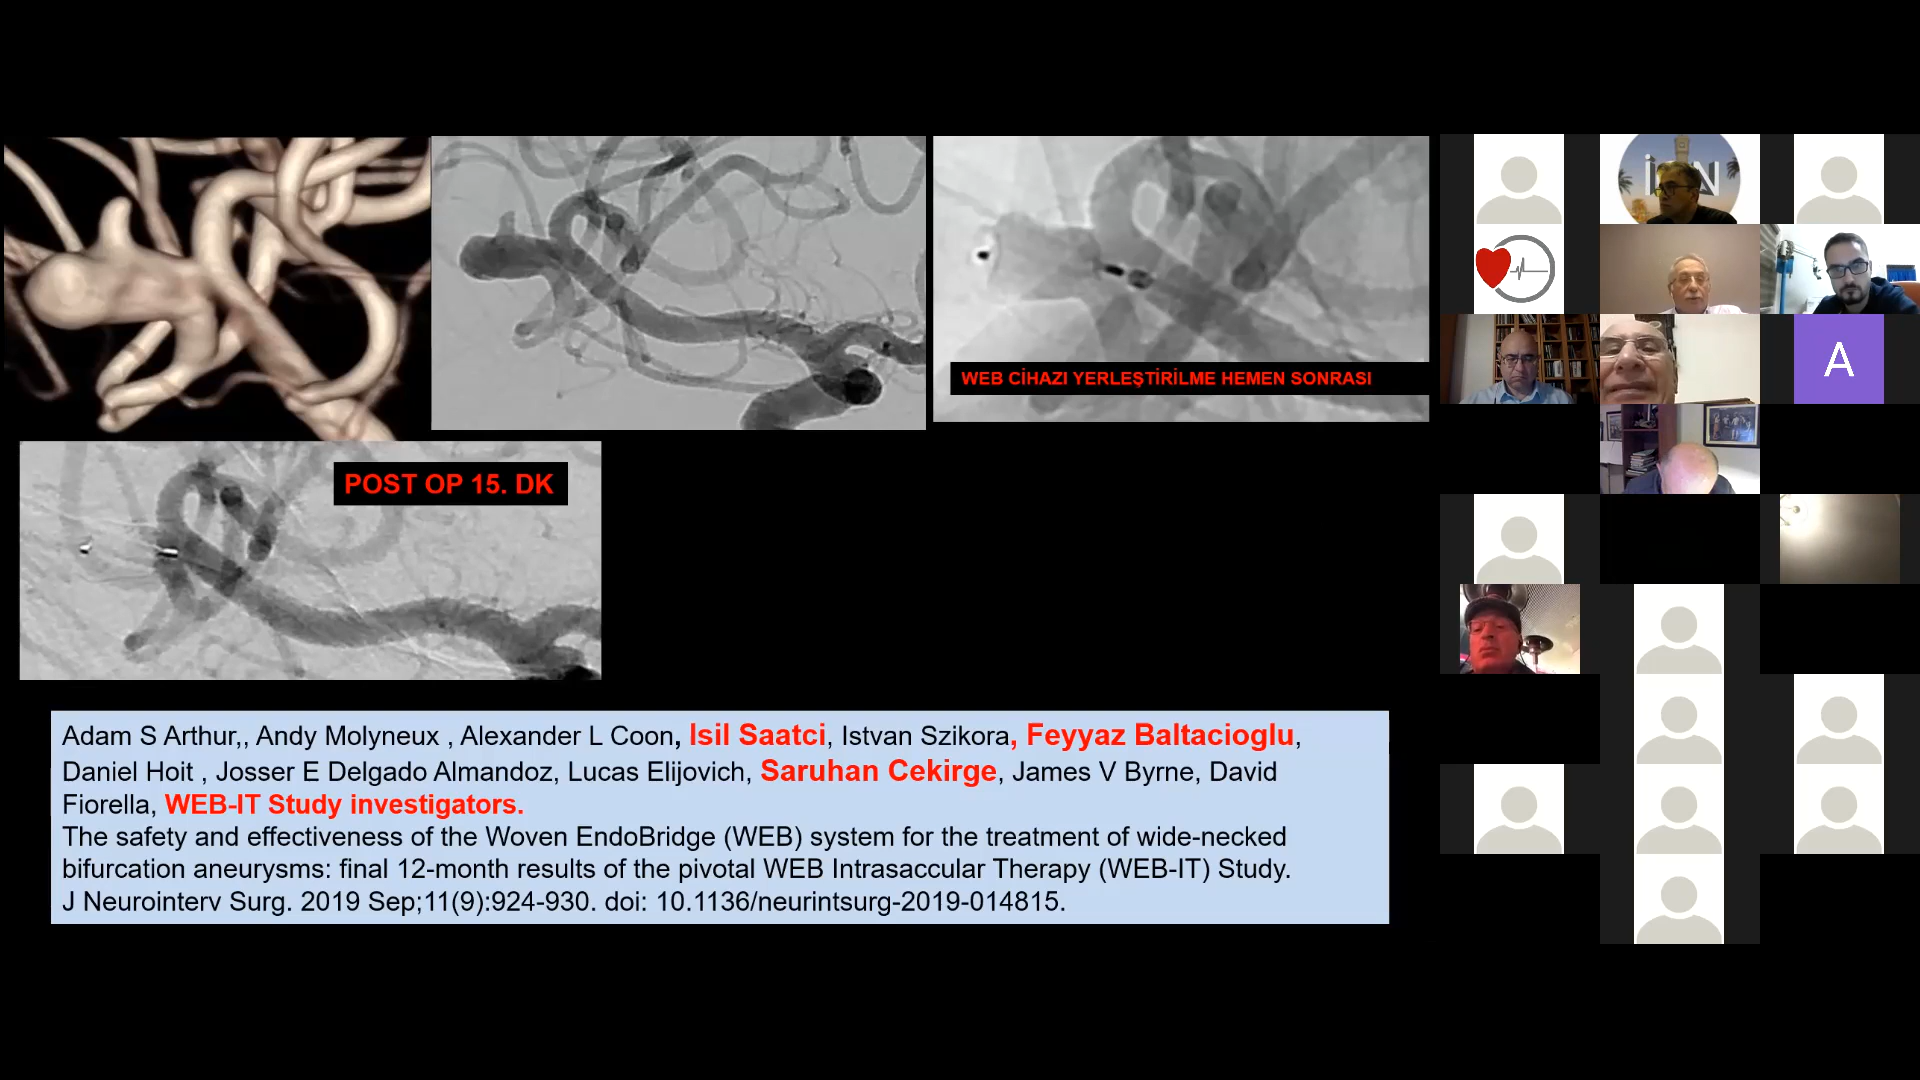 WEB CİHAZI YERLEŞTİRİLME HEMEN SONRASI
POST OP 15. DK
Adam S Arthur,, Andy Molyneux , Alexander L Coon, Isil Saatci, Istvan Szikora, Feyyaz Baltacioglu,
Daniel Hoit , Josser E Delgado Almandoz, Lucas Elijovich, Saruhan Cekirge, James V Byrne, David
Fiorella, WEB-IT Study investigators.
The safety and effectiveness of the Woven EndoBridge (WEB) system for the treatment of wide-necked
bifurcation aneurysms: final 12-month results of the pivotal WEB Intrasaccular Therapy (WEB-IT) Study.
J Neurointerv Surg. 2019 Sep;11(9):924-930. doi: 10.1136/neurintsurg-2019-014815.
A